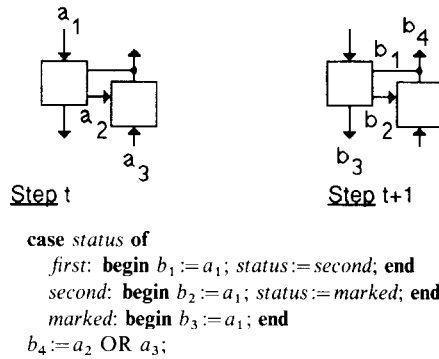 a1
a2
a3
Step t
b4
b1
b2
b3
Step t+1
case status of
first: begin b1 := a1; status := second; end
second: begin b2 := a1; status := marked; end
marked: begin b3 := a1; end
b4 := a2 OR a3;